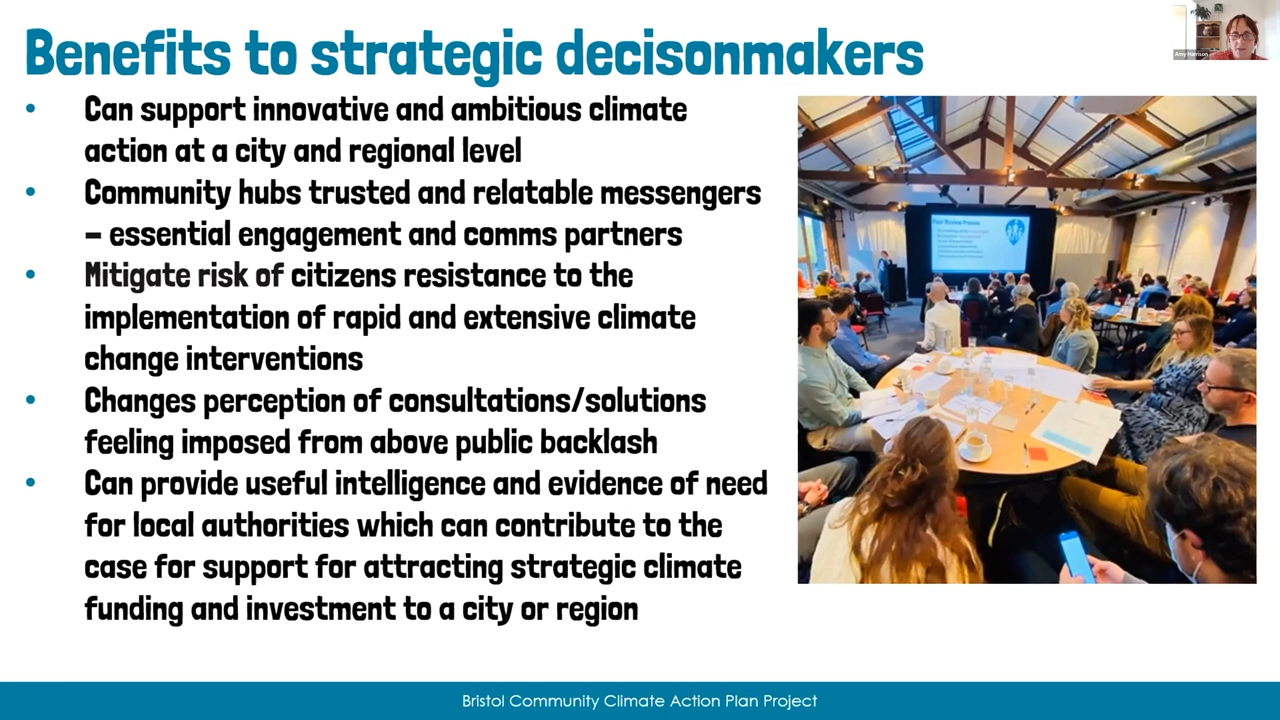 Benefits to strategic decisonmakers
Amy Harrison
• Can support innovative and ambitious climate
action at a city and regional level
• Community hubs trusted and relatable messengers
– essential engagement and comms partners
• Mitigate risk of citizens resistance to the
implementation of rapid and extensive climate
change interventions
• Changes perception of consultations/solutions
feeling imposed from above public backlash
• Can provide useful intelligence and evidence of need
for local authorities which can contribute to the
case for support for attracting strategic climate
funding and investment to a city or region
Bristol Community Climate Action Plan Project